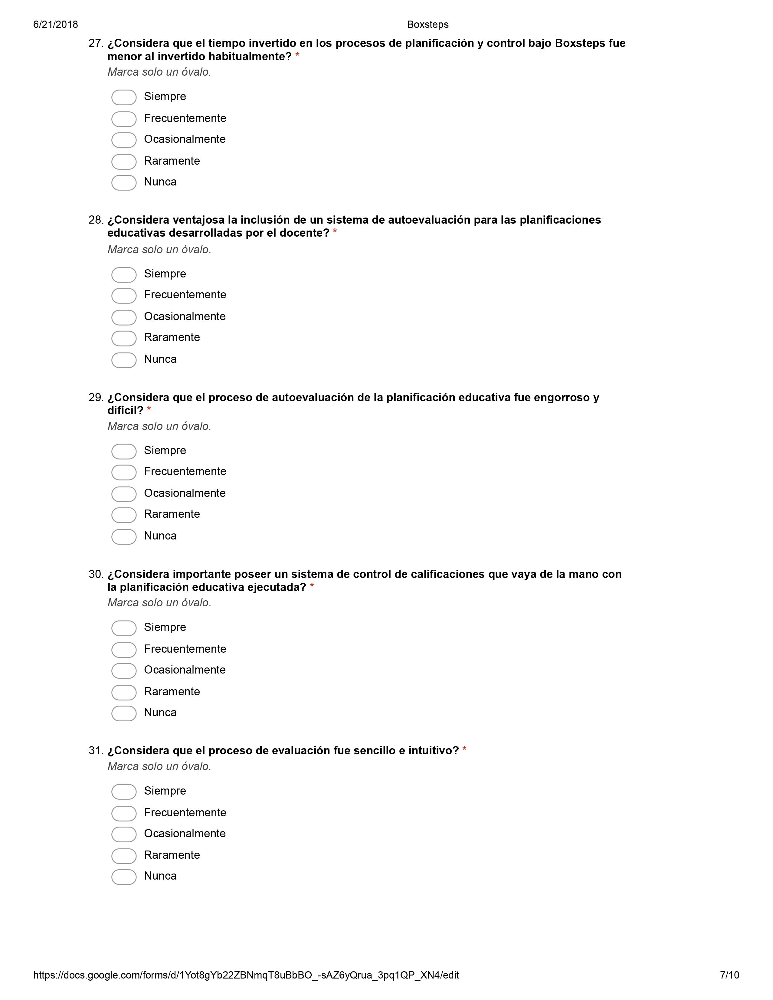 6/21/2018 Boxsteps
27. ¿Considera que el tiempo invertido en los procesos de planificación y control bajo Boxsteps fue
menor al invertido habitualmente? *
Marca solo un óvalo.
Siempre
Frecuentemente
Ocasionalmente
Raramente
Nunca
28. ¿Considera ventajosa la inclusión de un sistema de autoevaluación para las planificaciones
educativas desarrolladas por el docente? *
Marca solo un óvalo.
Siempre
Frecuentemente
Ocasionalmente
Raramente
Nunca
29. ¿Considera que el proceso de autoevaluación de la planificación educativa fue engorroso y
difícil? *
Marca solo un óvalo.
Siempre
Frecuentemente
Ocasionalmente
Raramente
Nunca
30. ¿Considera importante poseer un sistema de control de calificaciones que vaya de la mano con
la planificación educativa ejecutada? *
Marca solo un óvalo.
Siempre
Frecuentemente
Ocasionalmente
Raramente
Nunca
31. ¿Considera que el proceso de evaluación fue sencillo e intuitivo? *
Marca solo un óvalo.
Siempre
Frecuentemente
Ocasionalmente
Raramente
Nunca
https://docs.google.com/forms/d/1Yot8gYb22ZBNmqT8uBbBO_-sAZ6yQrua_3pq1QP_XN4/edit 7/10